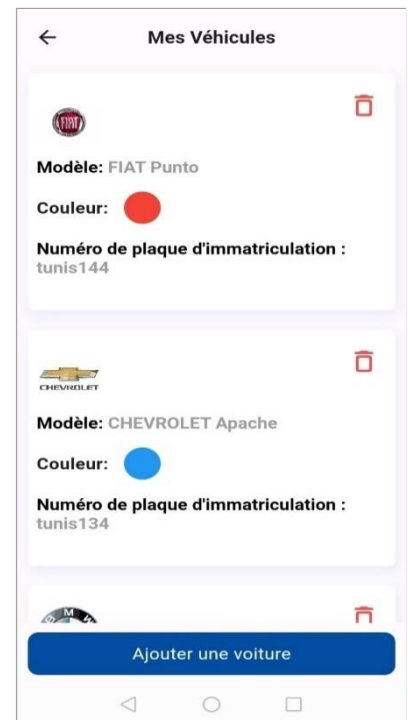 Mes Véhicules
FIAT
Modèle: FIAT Punto
Couleur:
Numéro de plaque d'immatriculation :
tunis144
CHEVROLET
Modèle: CHEVROLET Apache
Couleur:
Numéro de plaque d'immatriculation :
tunis134
M
Ajouter une voiture